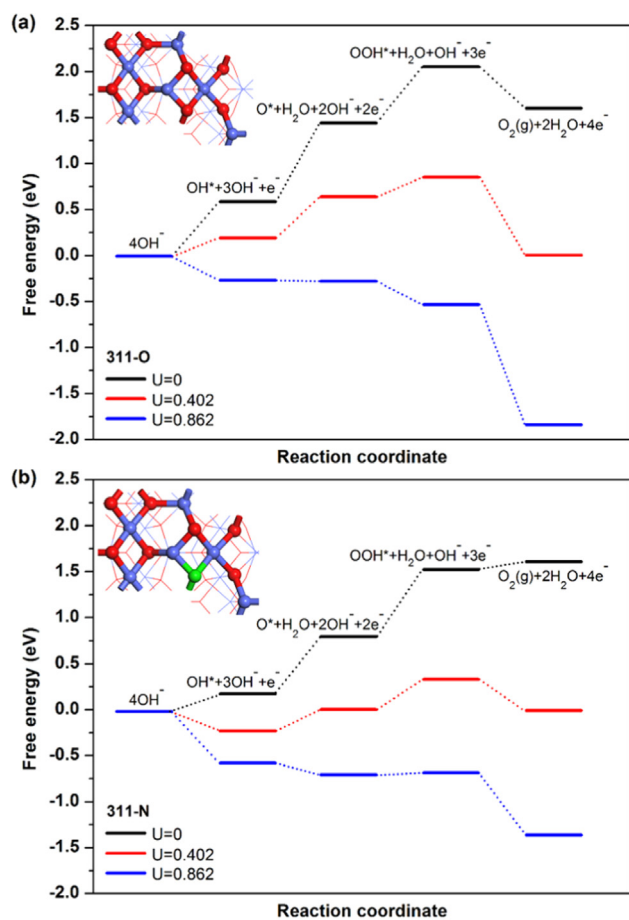 (a)
2.5
2.0
1.5
1.0
0.5
0.0
-0.5
-1.0
-1.5
-2.0
Free energy (eV)
4OH⁻
OH*+3OH⁻+e⁻
O*+H₂O+2OH⁻+2e⁻
OOH*+H₂O+OH⁻+3e⁻
O₂(g)+2H₂O+4e⁻
311-O
U=0
U=0.402
U=0.862
Reaction coordinate
(b)
2.5
2.0
1.5
1.0
0.5
0.0
-0.5
-1.0
-1.5
-2.0
Free energy (eV)
4OH⁻
OH*+3OH⁻+e⁻
O*+H₂O+2OH⁻+2e⁻
OOH*+H₂O+OH⁻+3e⁻
O₂(g)+2H₂O+4e⁻
311-N
U=0
U=0.402
U=0.862
Reaction coordinate